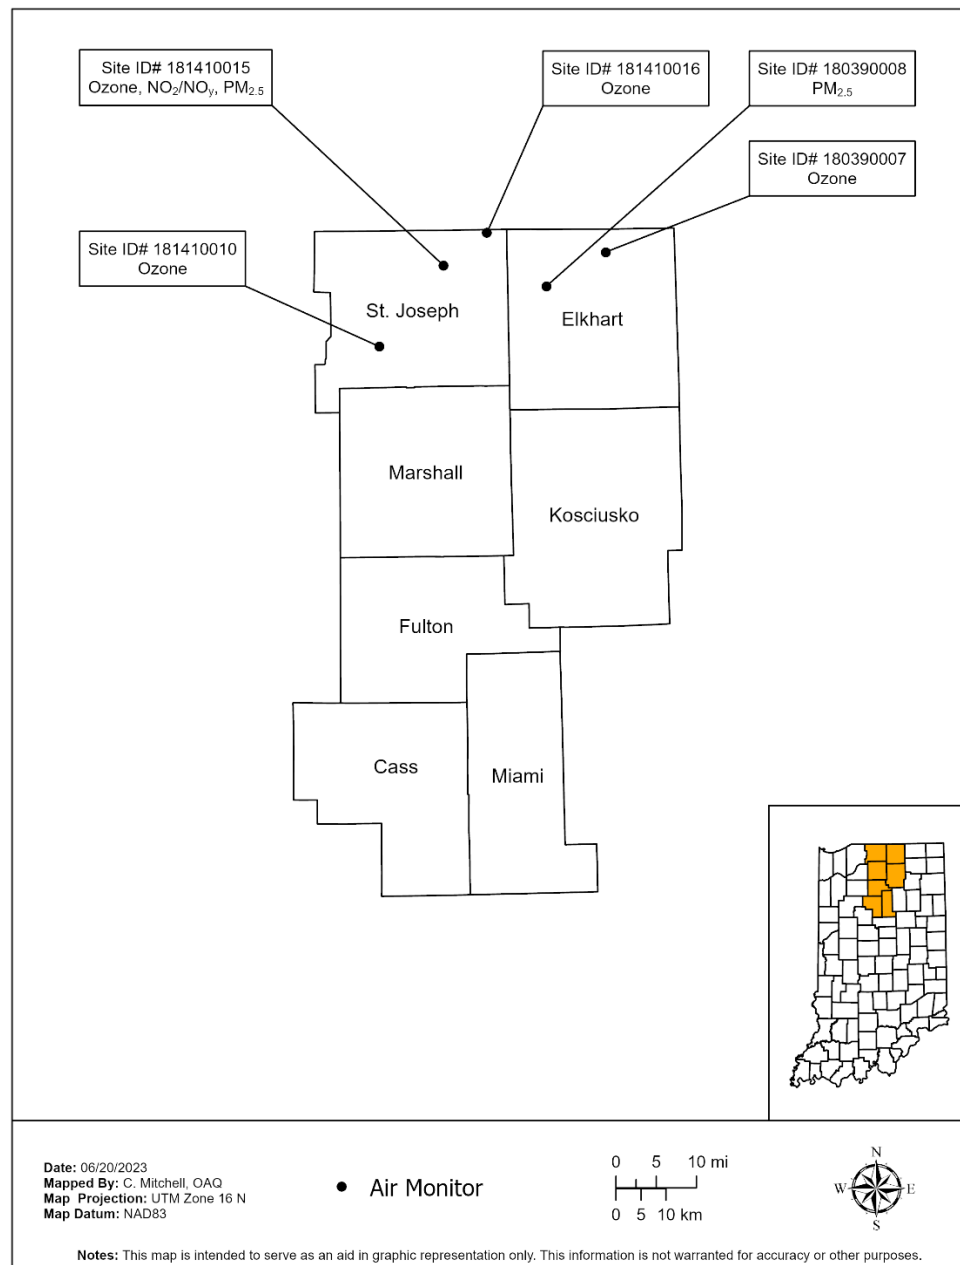 Site ID# 181410015
Ozone, NO₂/NOᵧ, PM₂.₅
Site ID# 181410016
Ozone
Site ID# 180390008
PM₂.₅
Site ID# 180390007
Ozone
Site ID# 181410010
Ozone
St. Joseph
Elkhart
Marshall
Kosciusko
Fulton
Cass
Miami
Date: 06/20/2023
Mapped By: C. Mitchell, OAQ
Map Projection: UTM Zone 16 N
Map Datum: NAD83
Air Monitor
0 5 10 mi
0 5 10 km
N
W E
S
Notes: This map is intended to serve as an aid in graphic representation only. This information is not warranted for accuracy or other purposes.